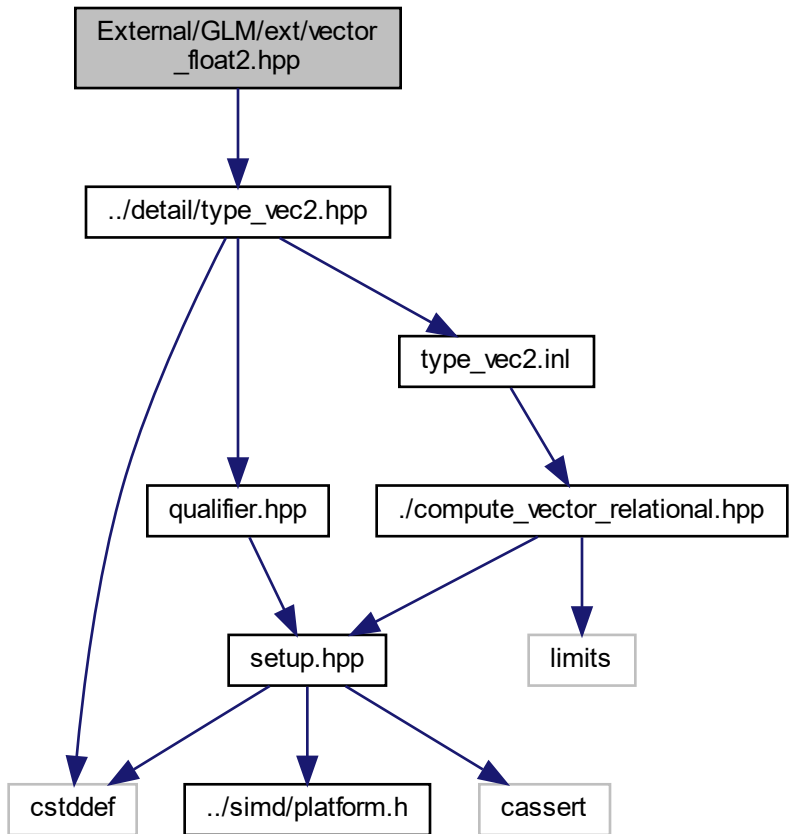 External/GLM/ext/vector
_float2.hpp
../detail/type_vec2.hpp
type_vec2.inl
qualifier.hpp
./compute_vector_relational.hpp
setup.hpp
limits
cstddef
../simd/platform.h
cassert